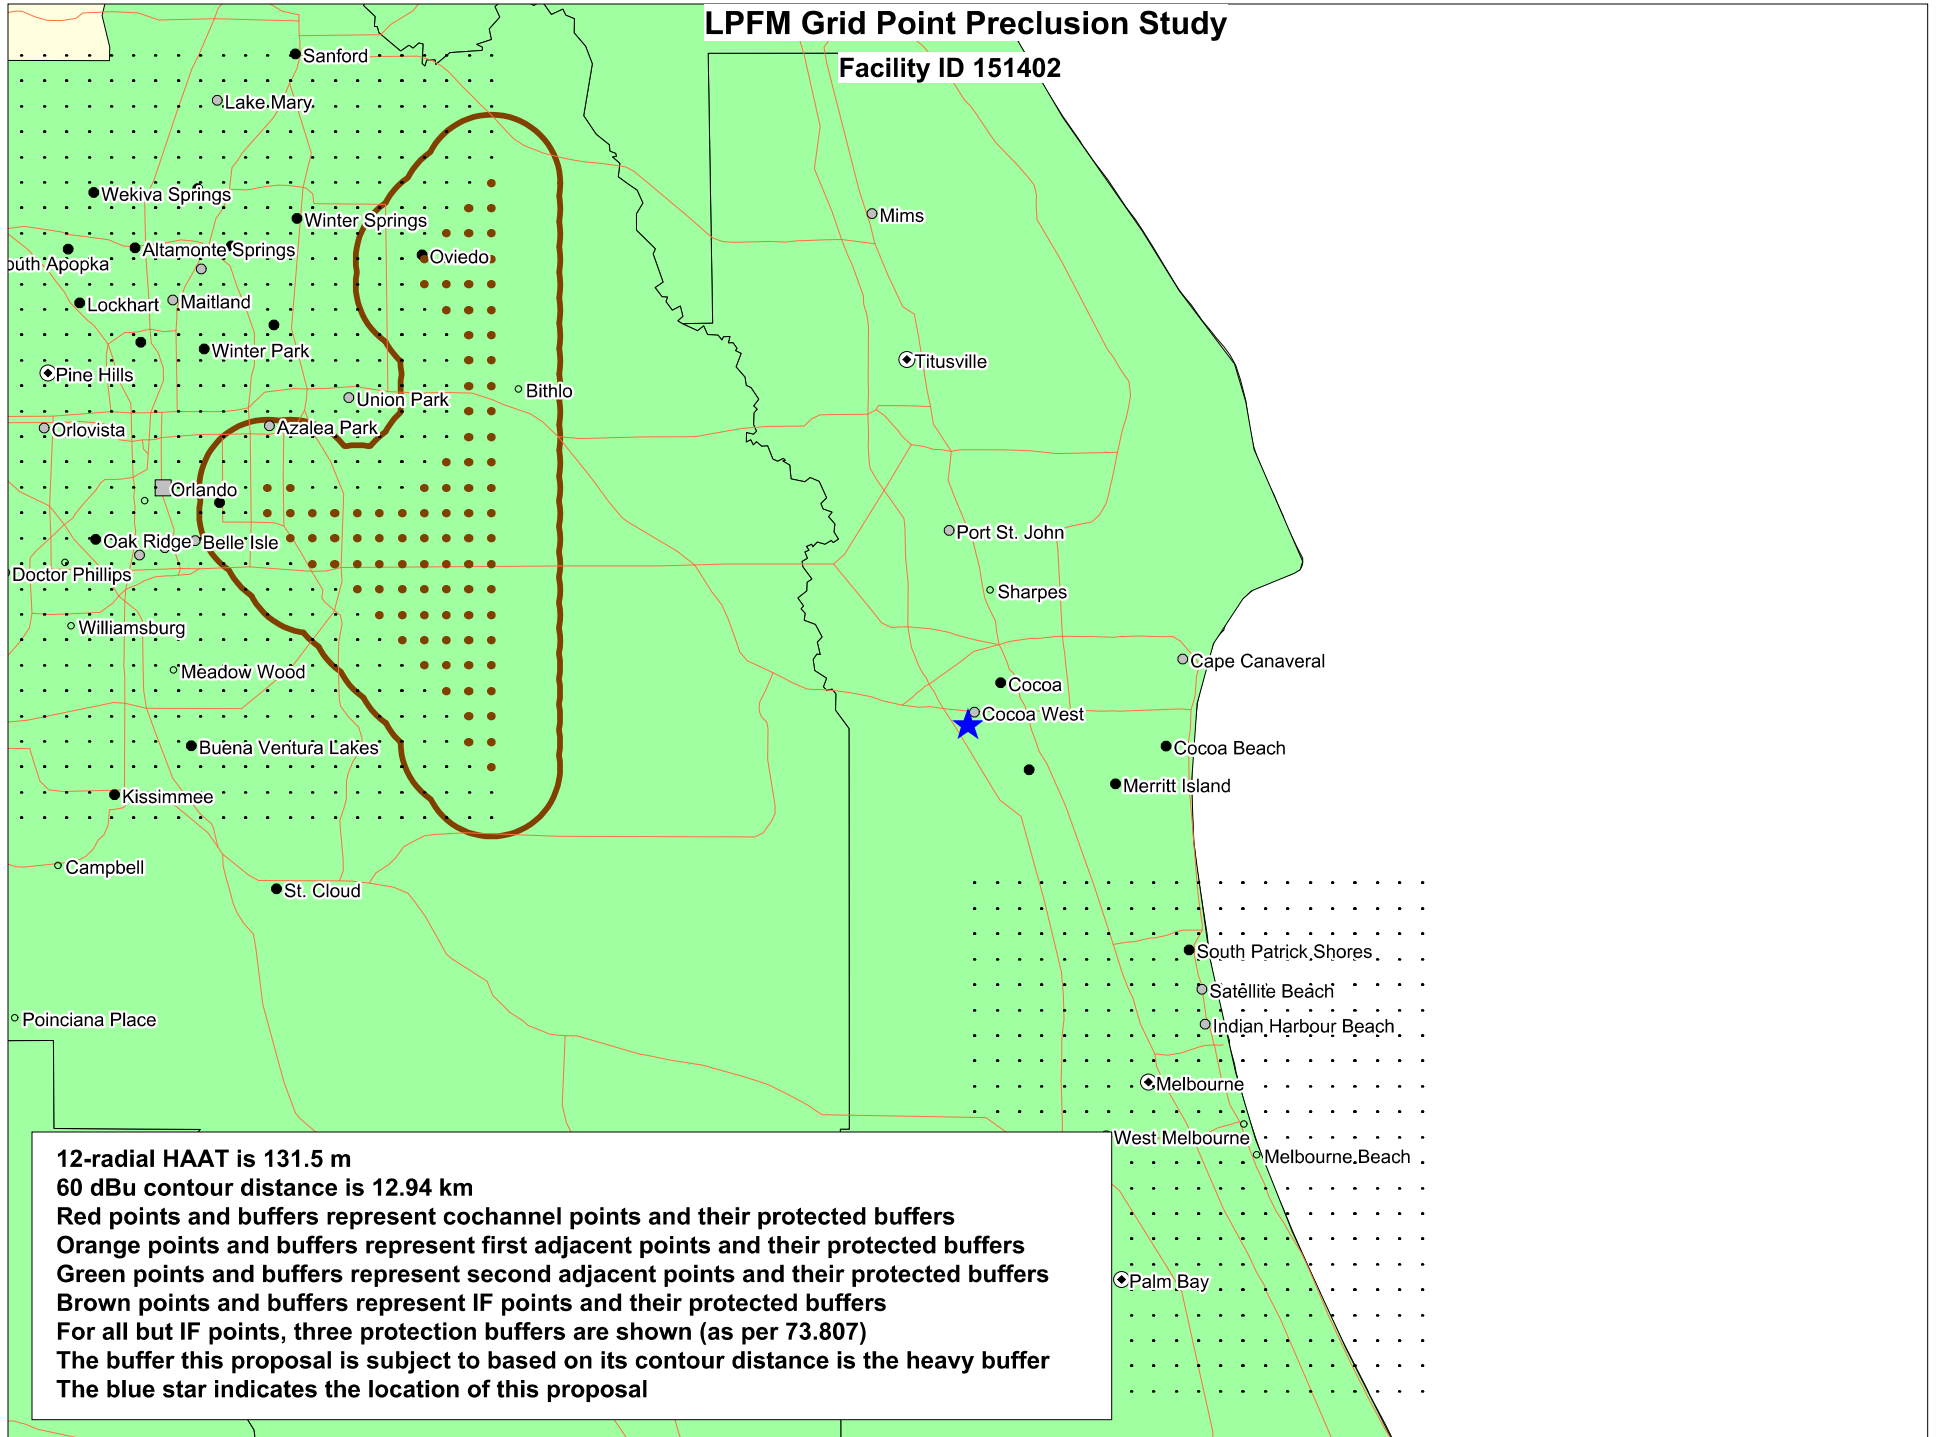 LPFM Grid Point Preclusion Study
Facility ID 151402
Sanford
Lake Mary
Wekiva Springs
Winter Springs
Mims
Altamonte Springs
Oviedo
outh Apopka
Lockhart
Maitland
Winter Park
Titusville
Pine Hills
Bithlo
Union Park
Orlovista
Azalea Park
Orlando
Port St. John
Oak Ridge
Belle Isle
Doctor Phillips
Sharpes
Williamsburg
Cape Canaveral
Meadow Wood
Cocoa
Cocoa West
Buena Ventura Lakes
Cocoa Beach
Merritt Island
Kissimmee
Campbell
St. Cloud
South Patrick Shores
Satellite Beach
Poinciana Place
Indian Harbour Beach
Melbourne
West Melbourne
Melbourne Beach
Palm Bay
12-radial HAAT is 131.5 m
60 dBu contour distance is 12.94 km
Red points and buffers represent cochannel points and their protected buffers
Orange points and buffers represent first adjacent points and their protected buffers
Green points and buffers represent second adjacent points and their protected buffers
Brown points and buffers represent IF points and their protected buffers
For all but IF points, three protection buffers are shown (as per 73.807)
The buffer this proposal is subject to based on its contour distance is the heavy buffer
The blue star indicates the location of this proposal